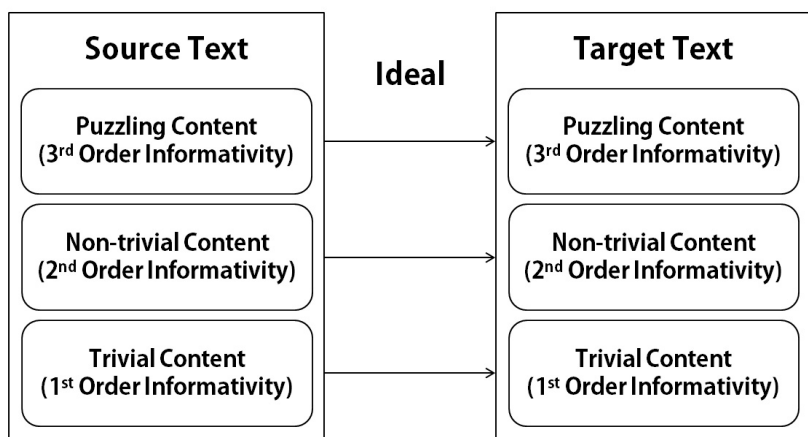 Source Text
Ideal
Target Text
Puzzling Content
(3rd Order Informativity)
Puzzling Content
(3rd Order Informativity)
Non-trivial Content
(2nd Order Informativity)
Non-trivial Content
(2nd Order Informativity)
Trivial Content
(1st Order Informativity)
Trivial Content
(1st Order Informativity)